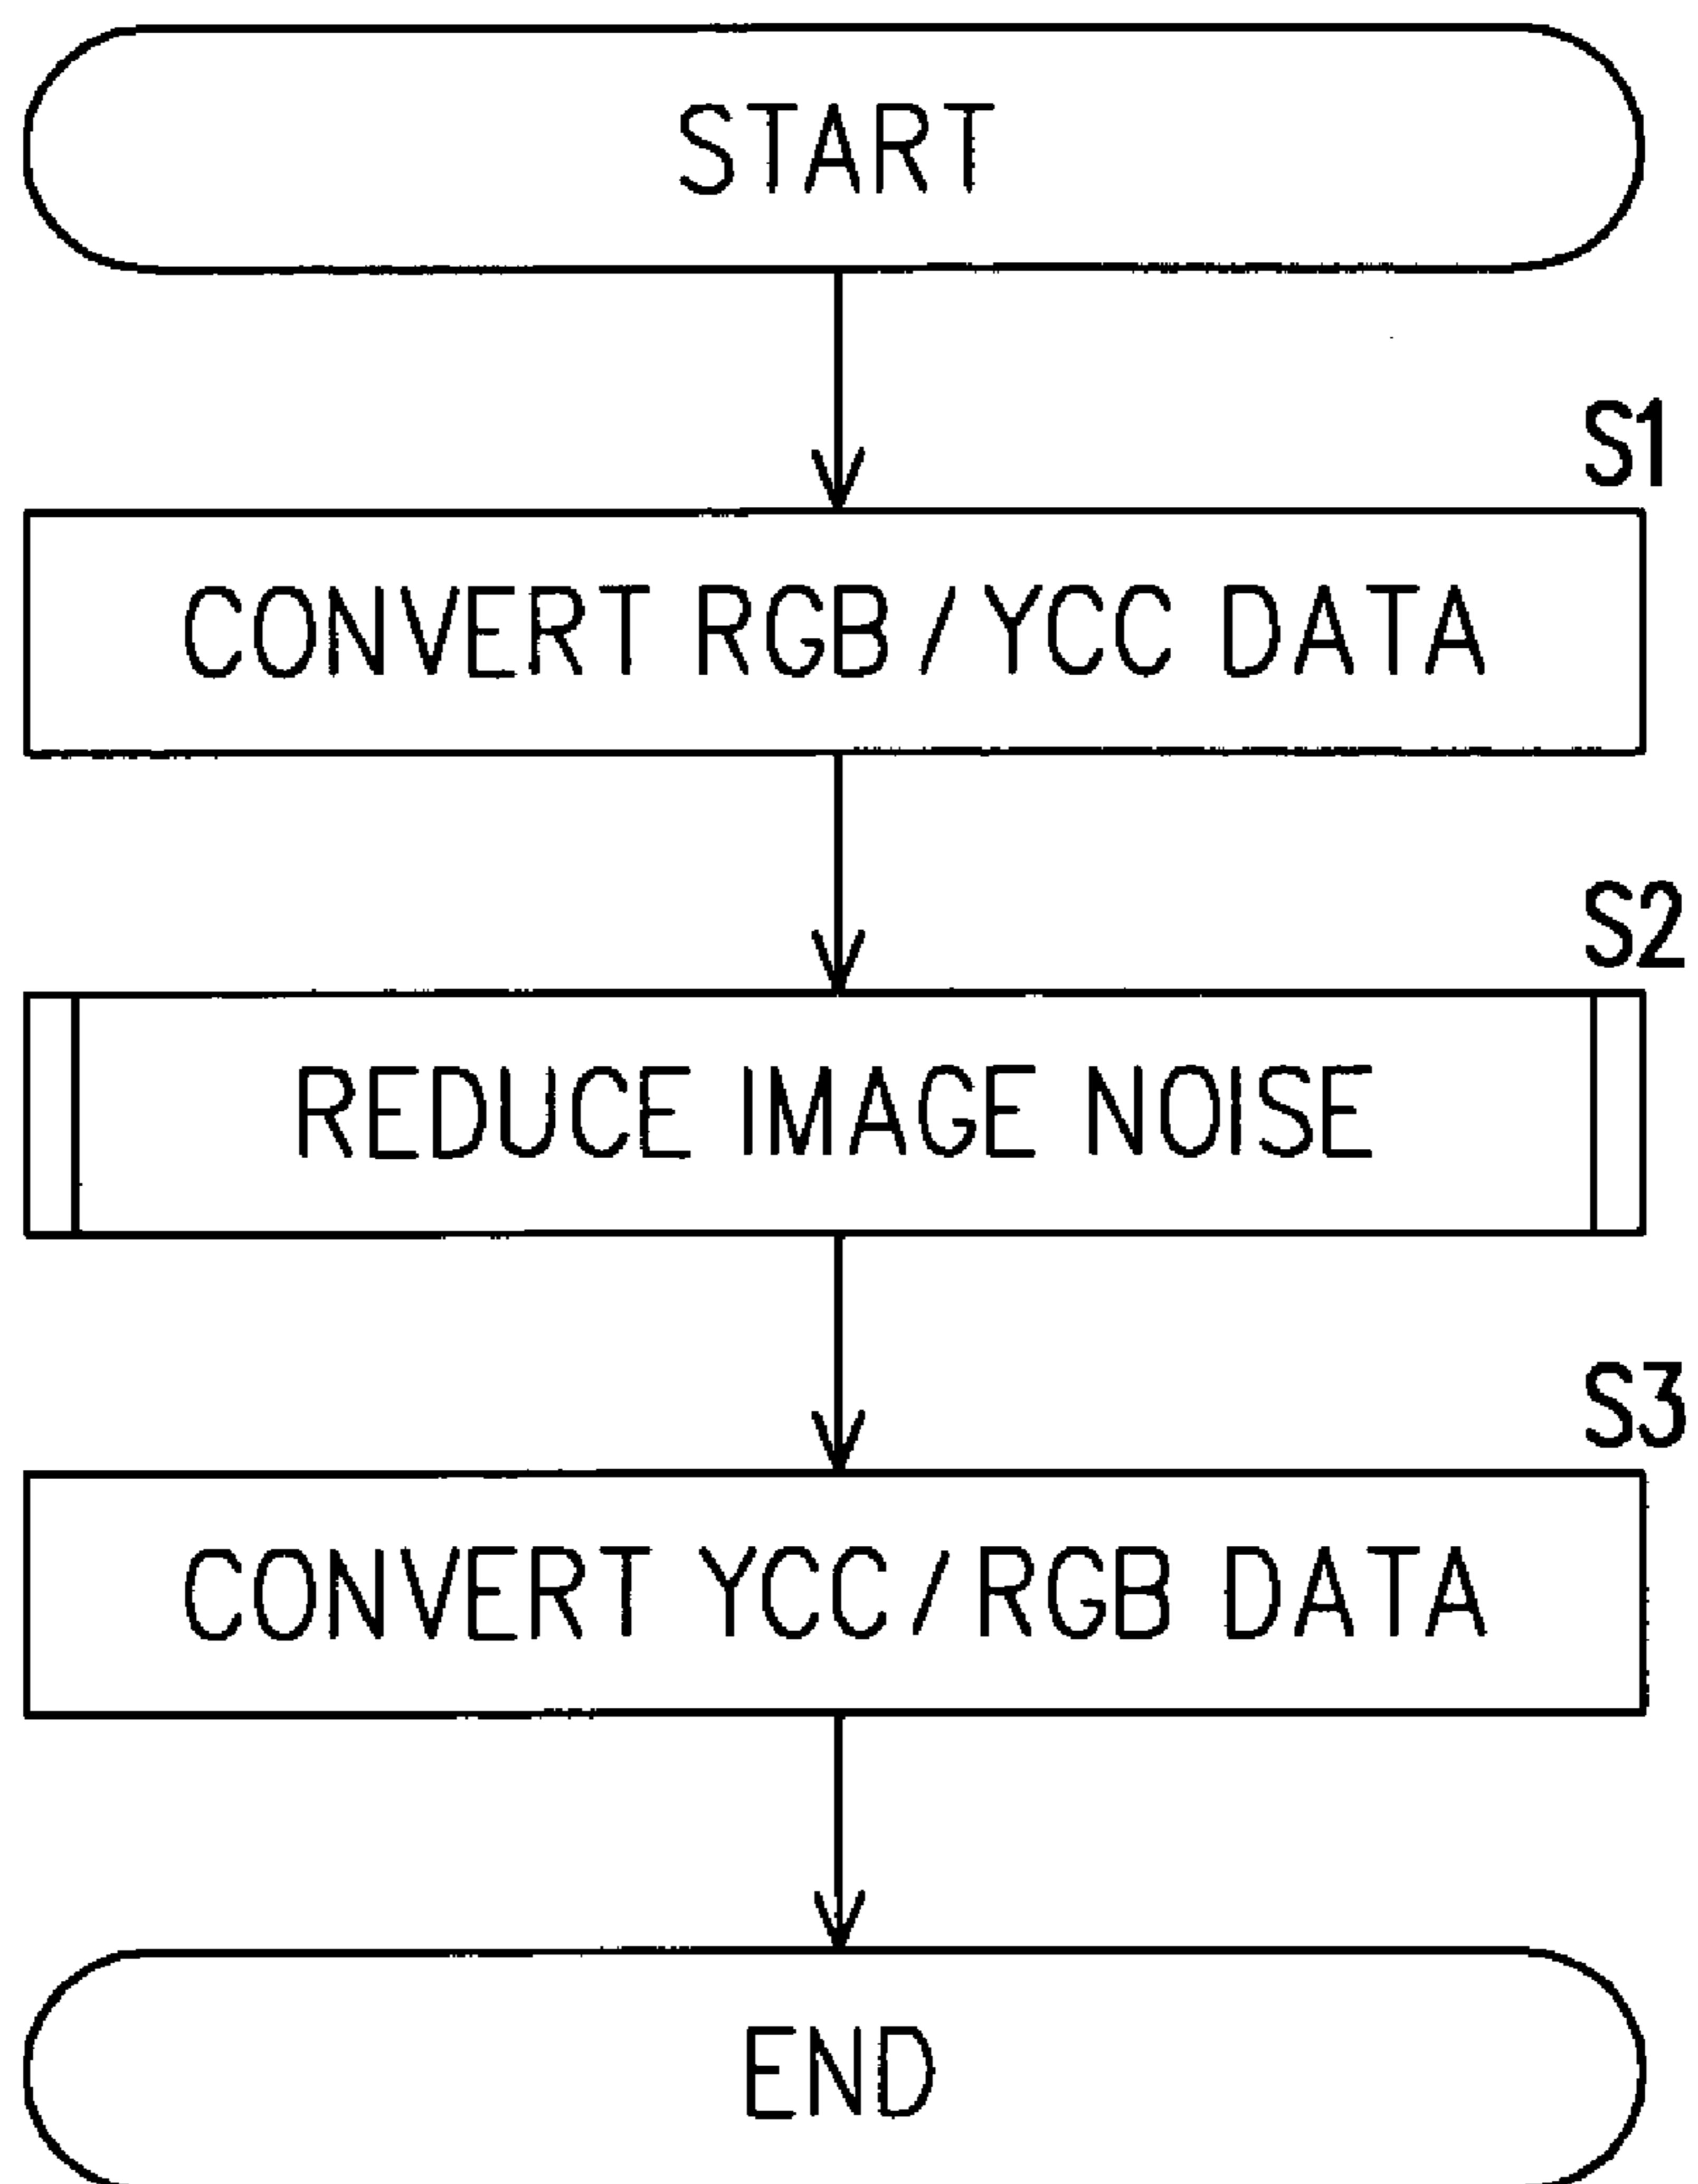 START
S1
CONVERT RGB/YCC DATA
S2
REDUCE IMAGE NOISE
S3
CONVERT YCC/RGB DATA
END